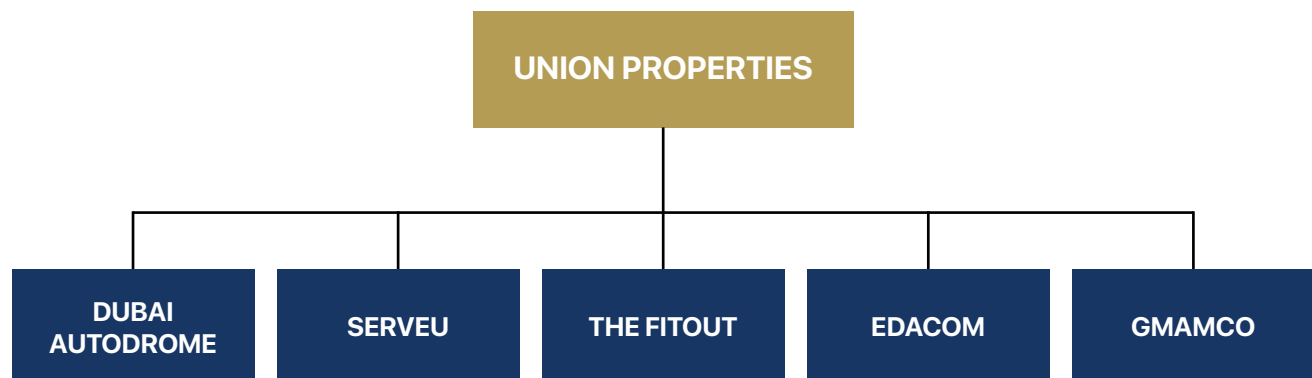 UNION PROPERTIES
DUBAI
AUTODROME
SERVEU
THE FITOUT
EDACOM
GMAMCO